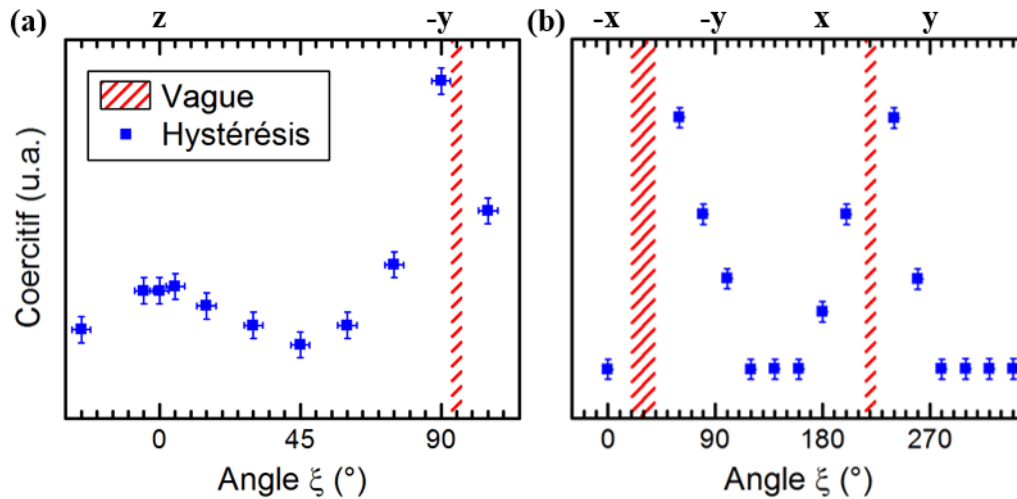 (a) z -y (b) -x -y x y
Vague
Hystérésis
Coercitif (u.a.)
0 45 90 0 90 180 270
Angle ξ (°) Angle ξ (°)